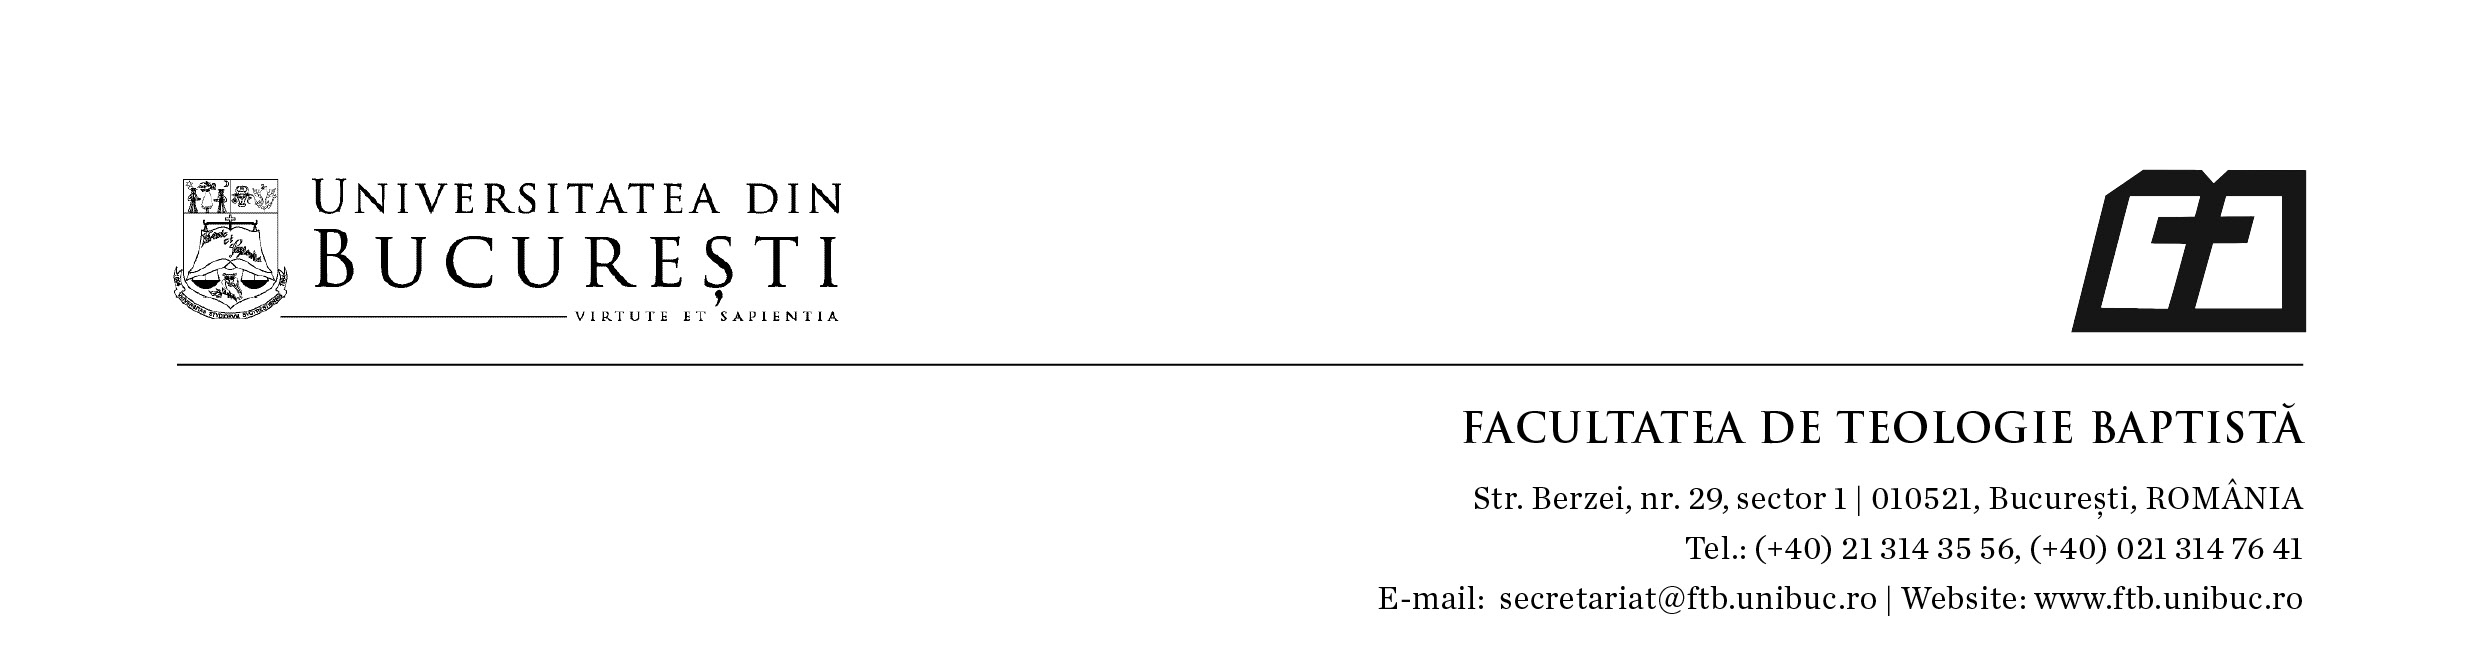 UNIVERSITATEA DIN
BUCUREȘTI
VIRTUTE ET SAPIENTIA
FACULTATEA DE TEOLOGIE BAPTISTĂ
Str. Berzei, nr. 29, sector 1 | 010521, București, ROMÂNIA
Tel.: (+40) 21 314 35 56, (+40) 021 314 76 41
E-mail: secretariat@ftb.unibuc.ro | Website: www.ftb.unibuc.ro